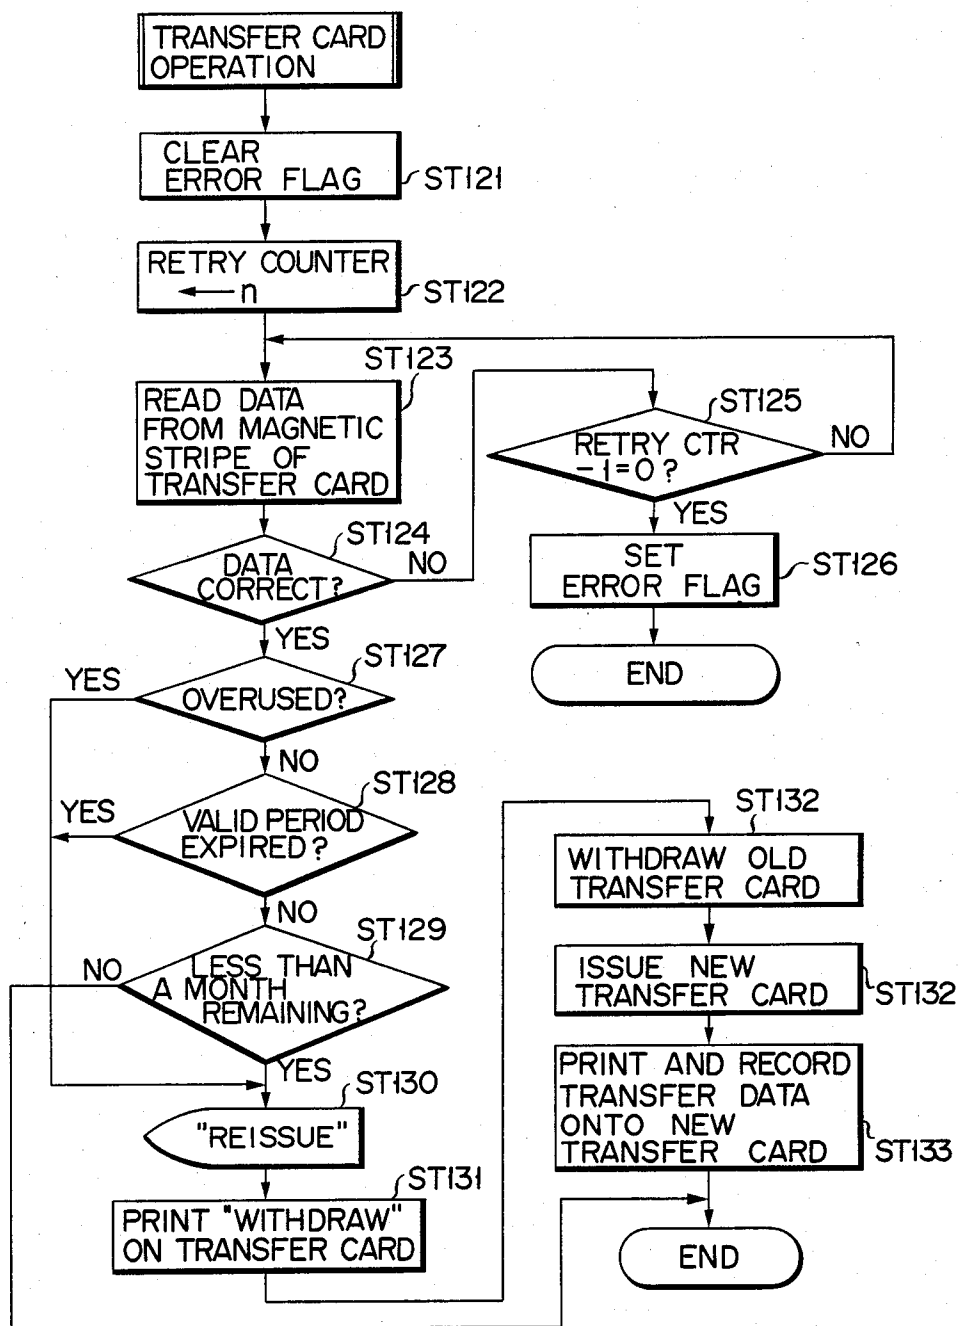 TRANSFER CARD
OPERATION
CLEAR
ERROR FLAG
ST121
RETRY COUNTER
← n
ST122
ST123
READ DATA
FROM MAGNETIC
STRIPE OF
TRANSFER CARD
ST125
RETRY CTR
-1=0?
NO
YES
ST124
DATA
CORRECT?
NO
YES
SET
ERROR FLAG
ST126
END
ST127
YES
OVERUSED?
NO
ST128
YES
VALID PERIOD
EXPIRED?
NO
ST129
NO
LESS THAN
A MONTH
REMAINING?
YES
ST130
"REISSUE"
ST131
PRINT "WITHDRAW"
ON TRANSFER CARD
ST132
WITHDRAW OLD
TRANSFER CARD
ISSUE NEW
TRANSFER CARD
ST132
PRINT AND RECORD
TRANSFER DATA
ONTO NEW
TRANSFER CARD
ST133
END